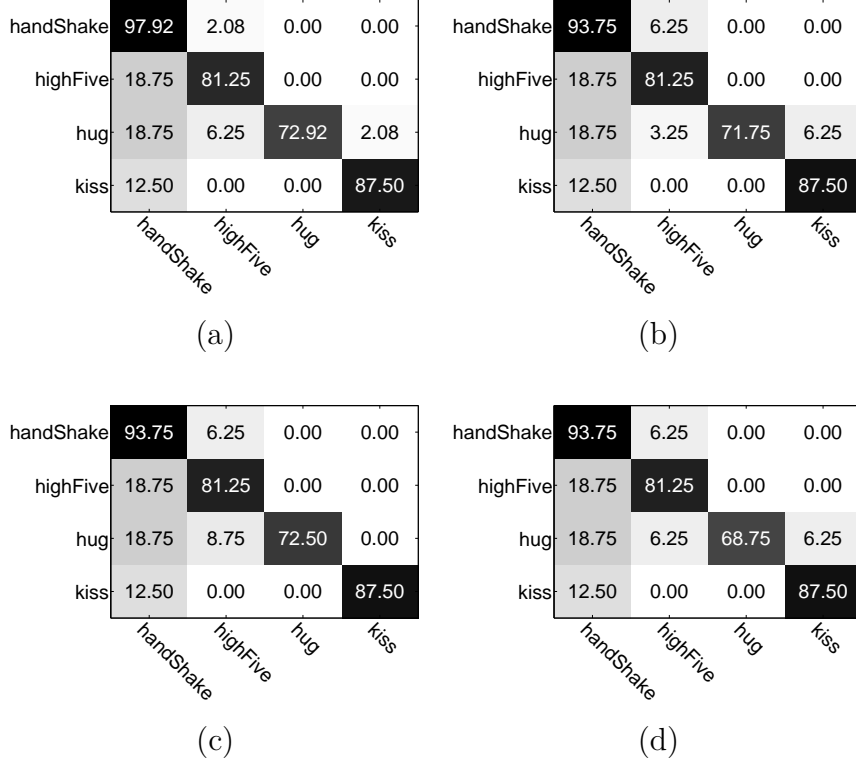 handShake 97.92 2.08 0.00 0.00
highFive 18.75 81.25 0.00 0.00
hug 18.75 6.25 72.92 2.08
kiss 12.50 0.00 0.00 87.50
handShake highFive hug kiss
(a)
handShake 93.75 6.25 0.00 0.00
highFive 18.75 81.25 0.00 0.00
hug 18.75 3.25 71.75 6.25
kiss 12.50 0.00 0.00 87.50
handShake highFive hug kiss
(b)
handShake 93.75 6.25 0.00 0.00
highFive 18.75 81.25 0.00 0.00
hug 18.75 8.75 72.50 0.00
kiss 12.50 0.00 0.00 87.50
handShake highFive hug kiss
(c)
handShake 93.75 6.25 0.00 0.00
highFive 18.75 81.25 0.00 0.00
hug 18.75 6.25 68.75 6.25
kiss 12.50 0.00 0.00 87.50
handShake highFive hug kiss
(d)